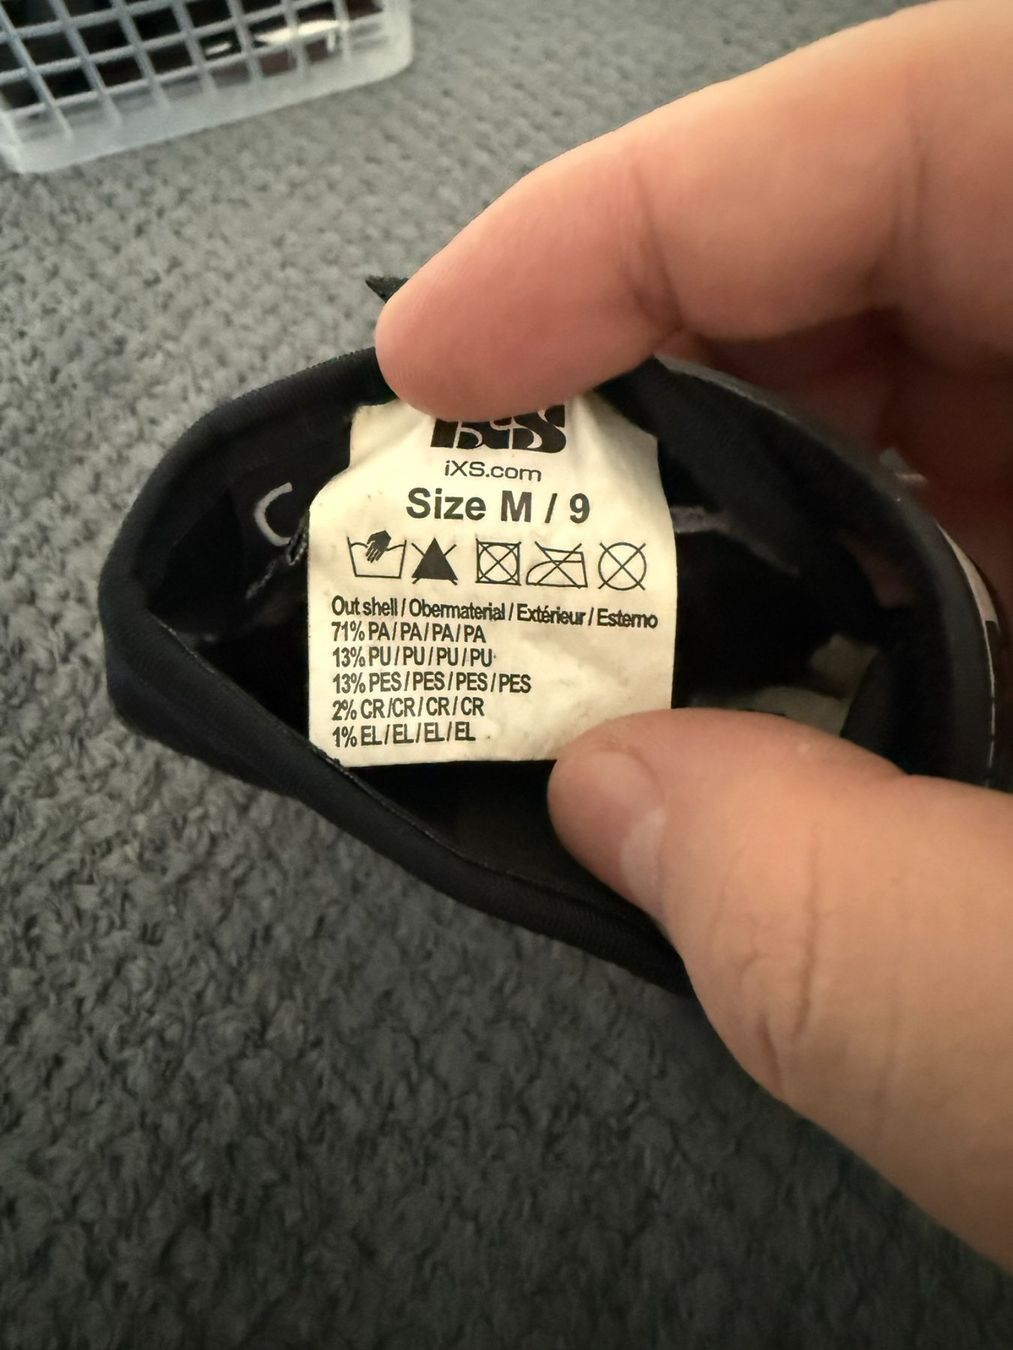 iXS
iXS.com
Size M / 9
Out shell / Obermaterial / Extérieur / Esterno
71% PA / PA / PA / PA
13% PU / PU / PU / PU
13% PES / PES / PES / PES
2% CR / CR / CR / CR
1% EL / EL / EL / EL